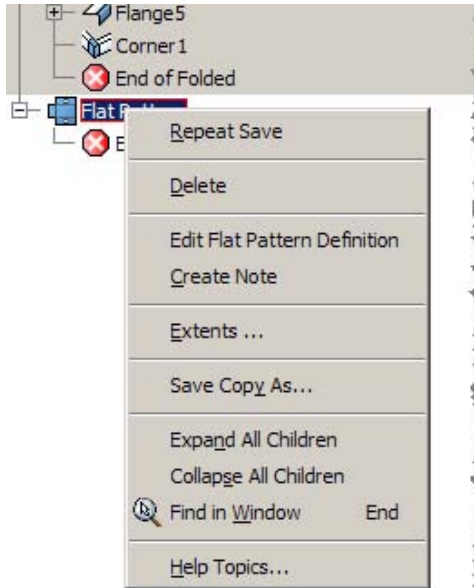 Flange5
Corner1
End of Folded
Flat
E
Repeat Save
Delete
Edit Flat Pattern Definition
Create Note
Extents ...
Save Copy As...
Expand All Children
Collapse All Children
Find in Window End
Help Topics...